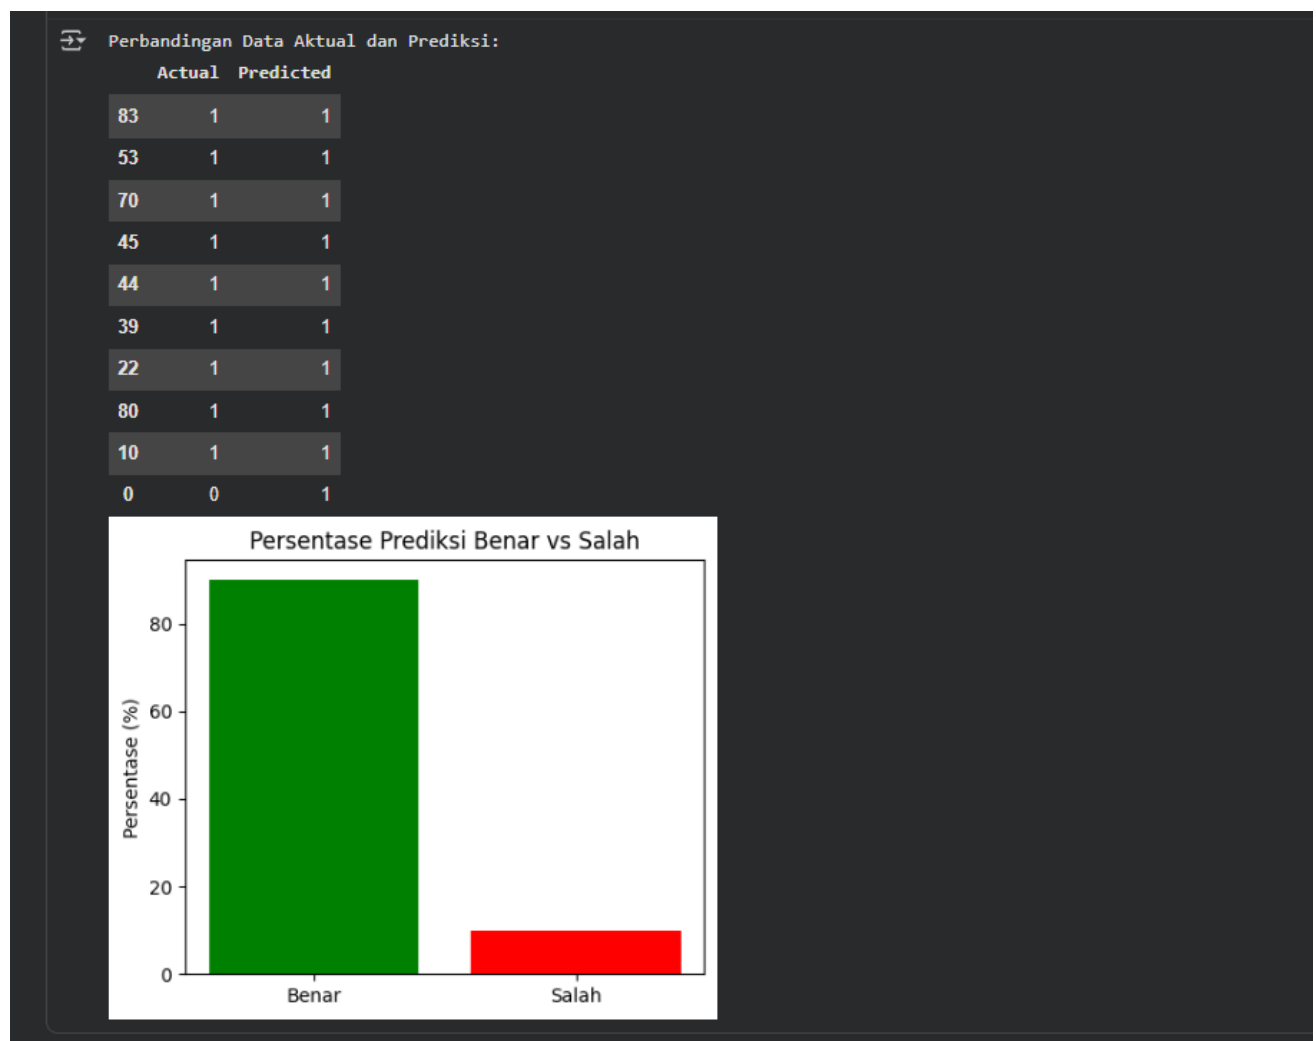 Perbandingan Data Aktual dan Prediksi:
Actual Predicted
83 1 1
53 1 1
70 1 1
45 1 1
44 1 1
39 1 1
22 1 1
80 1 1
10 1 1
0 0 1
Persentase Prediksi Benar vs Salah
Persentase (%)
80
60
40
20
0
Benar Salah